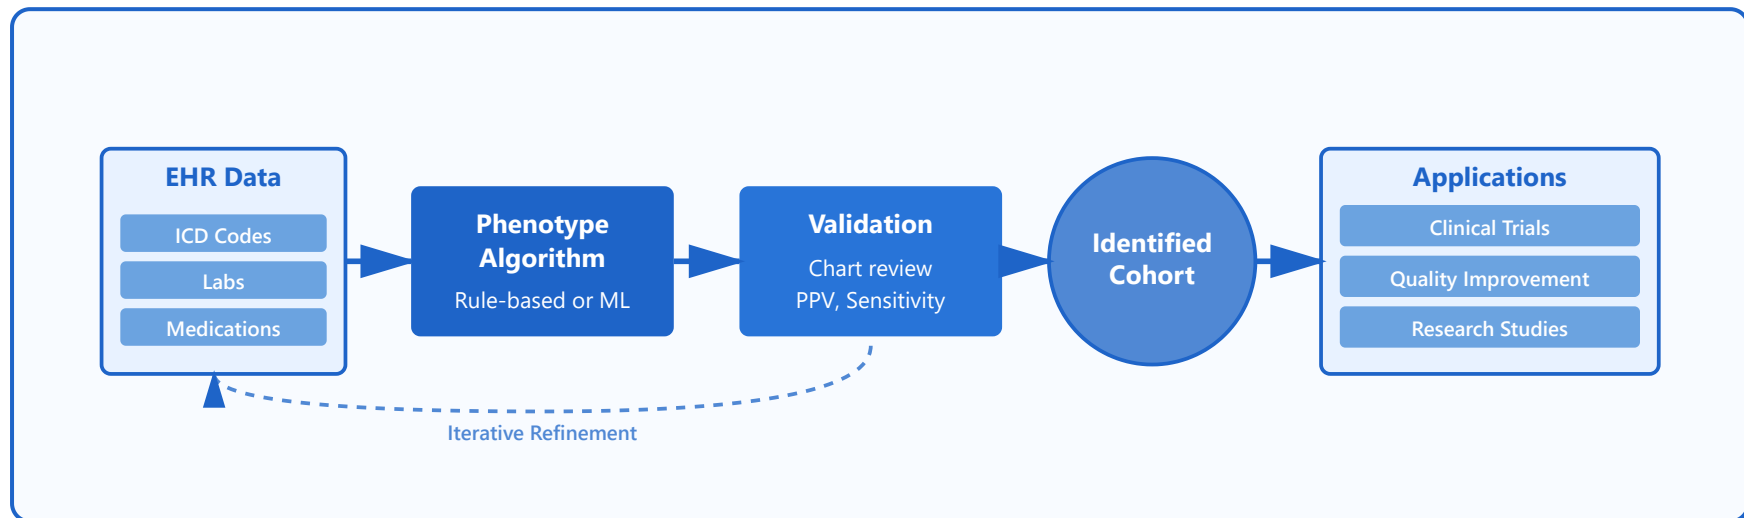 EHR Data
ICD Codes
Labs
Medications
Phenotype
Algorithm
Rule-based or ML
Validation
Chart review
PPV, Sensitivity
Identified
Cohort
Applications
Clinical Trials
Quality Improvement
Research Studies
Iterative Refinement